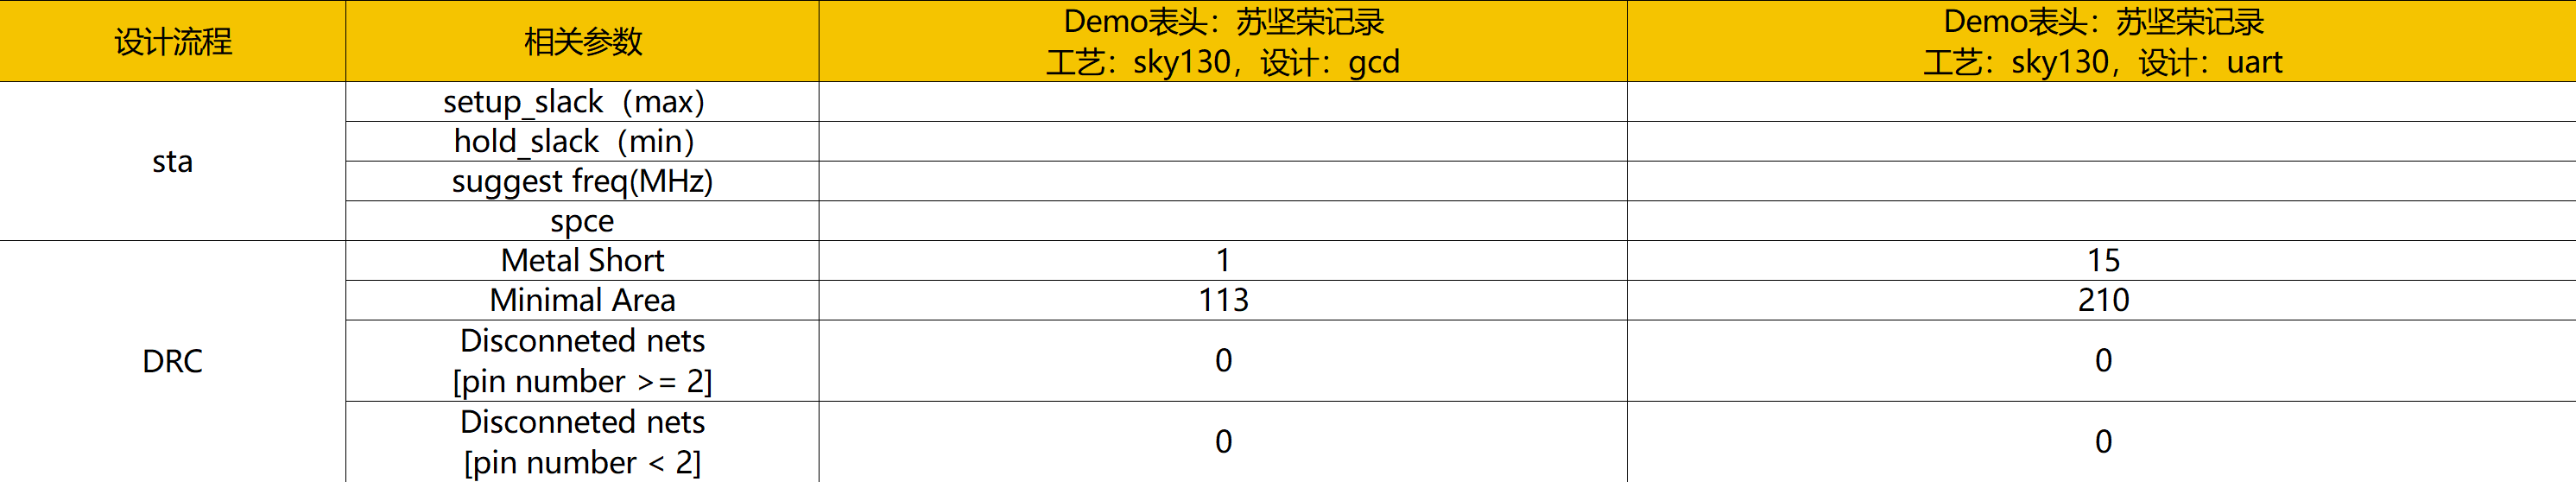 设计流程
相关参数
Demo表头：苏坚荣记录
工艺：sky130，设计：gcd
Demo表头：苏坚荣记录
工艺：sky130，设计：uart
sta
setup_slack（max）
hold_slack（min）
suggest freq(MHz)
spce
DRC
Metal Short
1
15
Minimal Area
113
210
Disconneted nets
[pin number >= 2]
0
0
Disconneted nets
[pin number < 2]
0
0